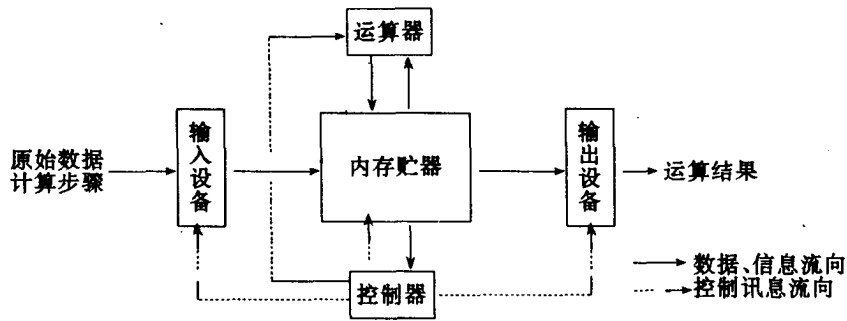 运算器
原始数据
计算步骤
输入设备
内存贮器
输出设备
运算结果
控制器
数据、信息流向
控制讯息流向